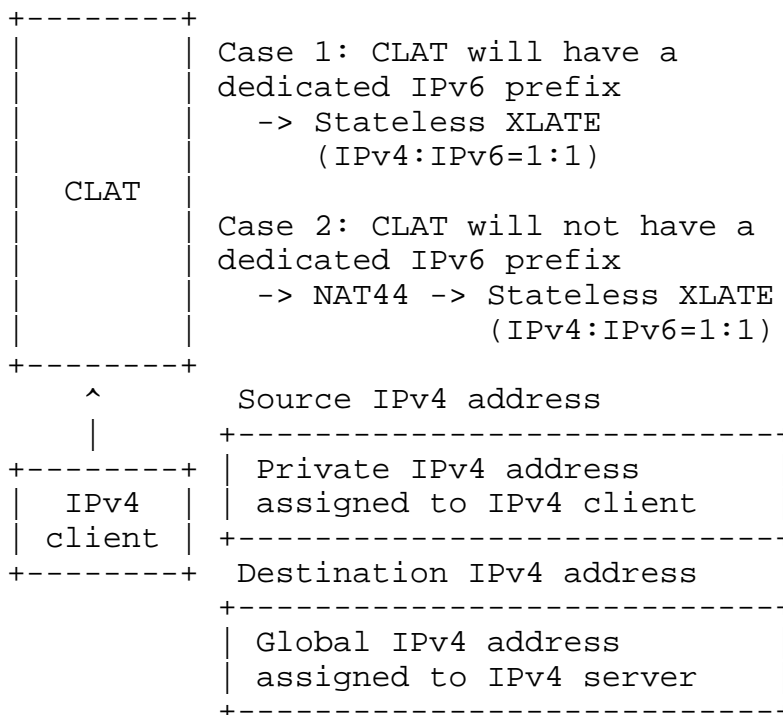 +--------+
|        | Case 1: CLAT will have a
|        | dedicated IPv6 prefix
|        |   -> Stateless XLATE
|        |      (IPv4:IPv6=1:1)
|  CLAT  |
|        | Case 2: CLAT will not have a
|        | dedicated IPv6 prefix
|        |   -> NAT44 -> Stateless XLATE
|        |               (IPv4:IPv6=1:1)
+--------+
    ^       Source IPv4 address
    |      +----------------------------
+--------+ | Private IPv4 address
|  IPv4  | | assigned to IPv4 client
| client | +----------------------------
+--------+  Destination IPv4 address
           +----------------------------
           | Global IPv4 address
           | assigned to IPv4 server
           +----------------------------